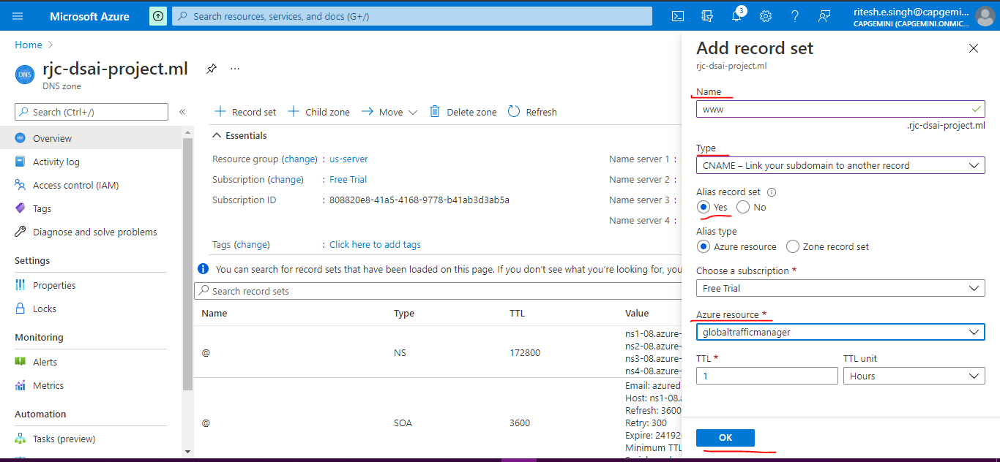 Microsoft Azure
Search resources, services, and docs (G+/)
3
ritesh.e.singh@capgemi...
CAPGEMINI (CAPGEMINI.ONMIC...
Home
DNS
rjc-dsai-project.ml
...
DNS zone
Search (Ctrl+/)
«
Overview
Activity log
Access control (IAM)
Tags
Diagnose and solve problems
Settings
Properties
Locks
Monitoring
Alerts
Metrics
Automation
Tasks (preview)
Record set
Child zone
Move
Delete zone
Refresh
Essentials
Resource group (change) : us-server
Subscription (change) : Free Trial
Subscription ID : 808820e8-41a5-4168-9778-b41ab3d3ab5a
Name server 1 :
Name server 2 :
Name server 3 :
Name server 4 :
Tags (change) : Click here to add tags
You can search for record sets that have been loaded on this page. If you don't see what you're looking for, you
Search record sets
Name Type TTL Value
@ NS 172800
ns1-08.azure-
ns2-08.azure-
ns3-08.azure-
ns4-08.azure-
@ SOA 3600
Email: azured
Host: ns1-08.a
Refresh: 3600
Retry: 300
Expire: 24192
Minimum TTL
Add record set
rjc-dsai-project.ml
Name
www
.rjc-dsai-project.ml
Type
CNAME – Link your subdomain to another record
Alias record set
Yes No
Alias type
Azure resource Zone record set
Choose a subscription *
Free Trial
Azure resource *
globaltrafficmanager
TTL * TTL unit
1 Hours
OK